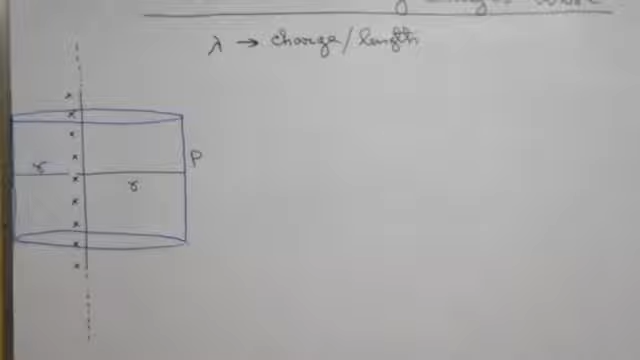 λ → charge/length
P
r
r